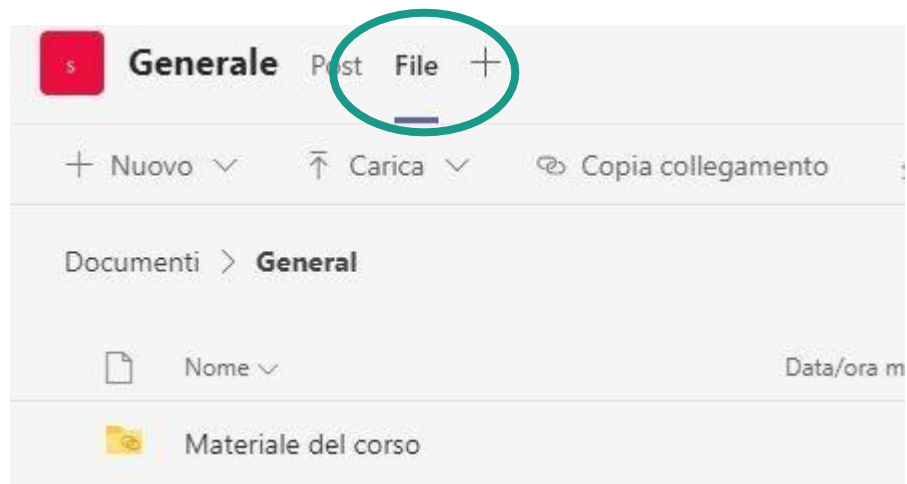 s Generale Post File
Nuovo Carica Copia collegamento
Documenti > General
Nome Data/ora m
Materiale del corso